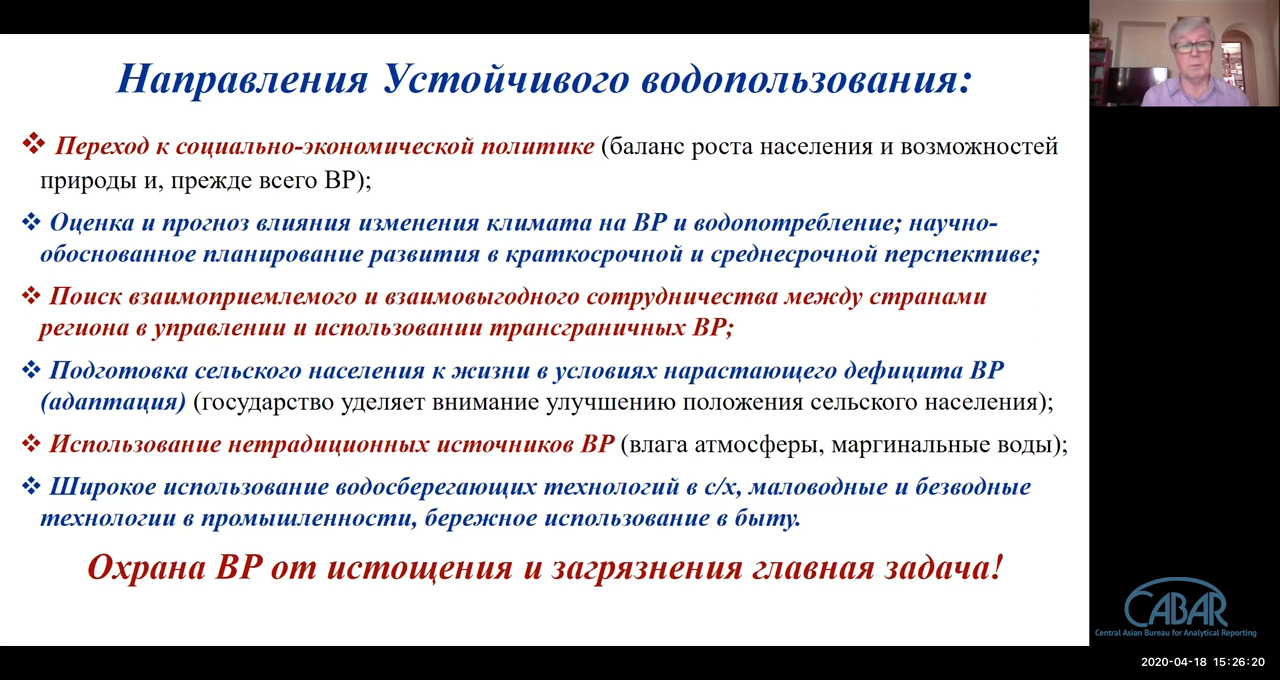 Направления Устойчивого водопользования:
❖ Переход к социально-экономической политике (баланс роста населения и возможностей
природы и, прежде всего ВР);
❖ Оценка и прогноз влияния изменения климата на ВР и водопотребление; научно-
обоснованное планирование развития в краткосрочной и среднесрочной перспективе;
❖ Поиск взаимоприемлемого и взаимовыгодного сотрудничества между странами
региона в управлении и использовании трансграничных ВР;
❖ Подготовка сельского населения к жизни в условиях нарастающего дефицита ВР
(адаптация) (государство уделяет внимание улучшению положения сельского населения);
❖ Использование нетрадиционных источников ВР (влага атмосферы, маргинальные воды);
❖ Широкое использование водосберегающих технологий в с/х, маловодные и безводные
технологии в промышленности, бережное использование в быту.
Охрана ВР от истощения и загрязнения главная задача!
CABAR
Central Asian Bureau for Analytical Reporting
2020-04-18 15:26:20